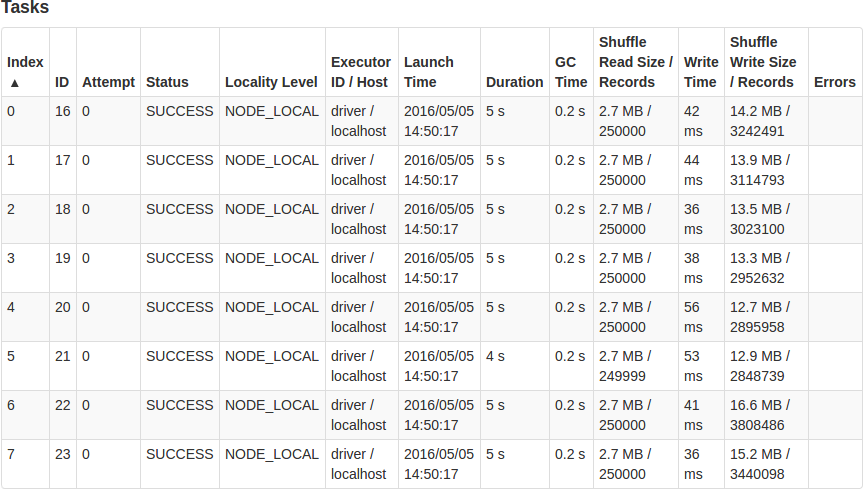 Tasks
Index ▲ ID Attempt Status Locality Level Executor ID / Host Launch Time Duration GC Time Shuffle Read Size / Records Write Time Shuffle Write Size / Records Errors
0 16 0 SUCCESS NODE_LOCAL driver / localhost 2016/05/05 14:50:17 5 s 0.2 s 2.7 MB / 250000 42 ms 14.2 MB / 3242491
1 17 0 SUCCESS NODE_LOCAL driver / localhost 2016/05/05 14:50:17 5 s 0.2 s 2.7 MB / 250000 44 ms 13.9 MB / 3114793
2 18 0 SUCCESS NODE_LOCAL driver / localhost 2016/05/05 14:50:17 5 s 0.2 s 2.7 MB / 250000 36 ms 13.5 MB / 3023100
3 19 0 SUCCESS NODE_LOCAL driver / localhost 2016/05/05 14:50:17 5 s 0.2 s 2.7 MB / 250000 38 ms 13.3 MB / 2952632
4 20 0 SUCCESS NODE_LOCAL driver / localhost 2016/05/05 14:50:17 5 s 0.2 s 2.7 MB / 250000 56 ms 12.7 MB / 2895958
5 21 0 SUCCESS NODE_LOCAL driver / localhost 2016/05/05 14:50:17 4 s 0.2 s 2.7 MB / 249999 53 ms 12.9 MB / 2848739
6 22 0 SUCCESS NODE_LOCAL driver / localhost 2016/05/05 14:50:17 5 s 0.2 s 2.7 MB / 250000 41 ms 16.6 MB / 3808486
7 23 0 SUCCESS NODE_LOCAL driver / localhost 2016/05/05 14:50:17 5 s 0.2 s 2.7 MB / 250000 36 ms 15.2 MB / 3440098